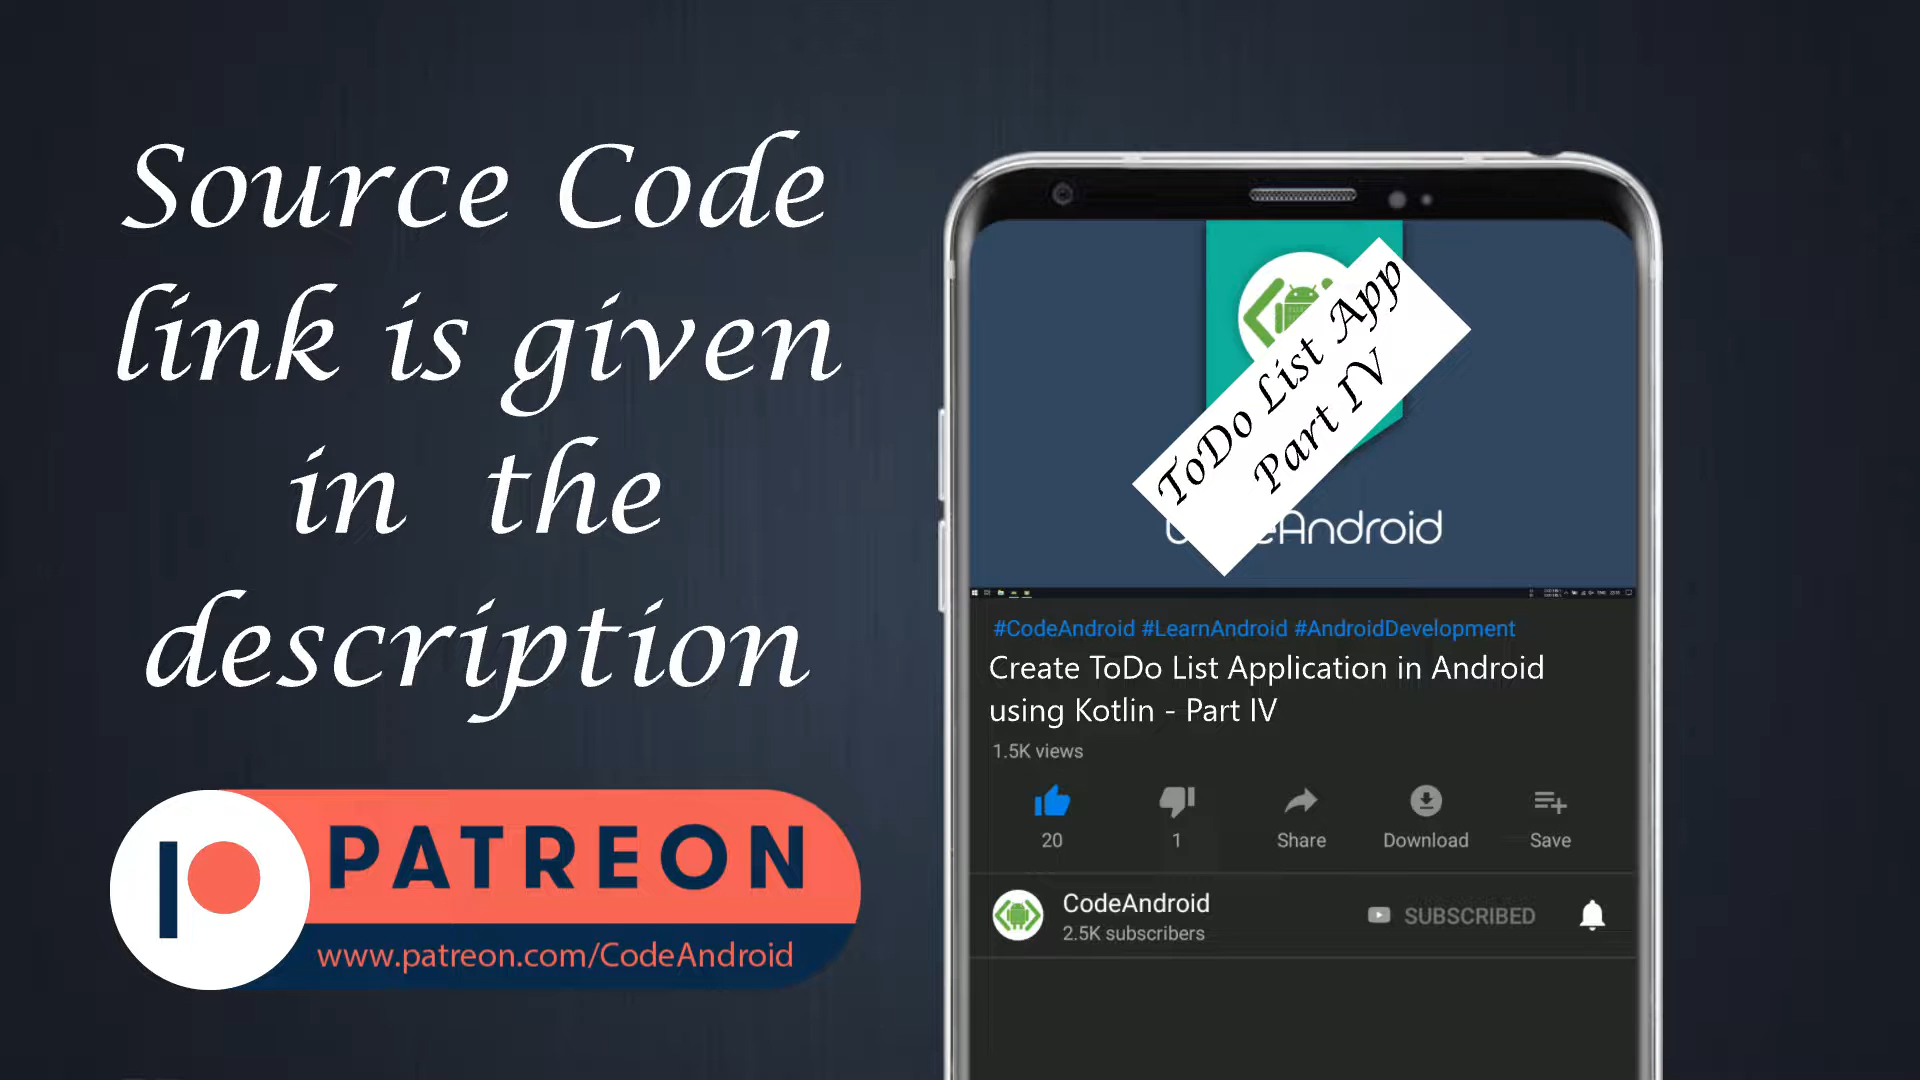 Source Code
link is given
in the
description
PATREON
www.patreon.com/CodeAndroid
ToDo List App
Part IV
eAndroid
#CodeAndroid #LearnAndroid #AndroidDevelopment
Create ToDo List Application in Android
using Kotlin - Part IV
1.5K views
20
1
Share
Download
Save
CodeAndroid
2.5K subscribers
SUBSCRIBED